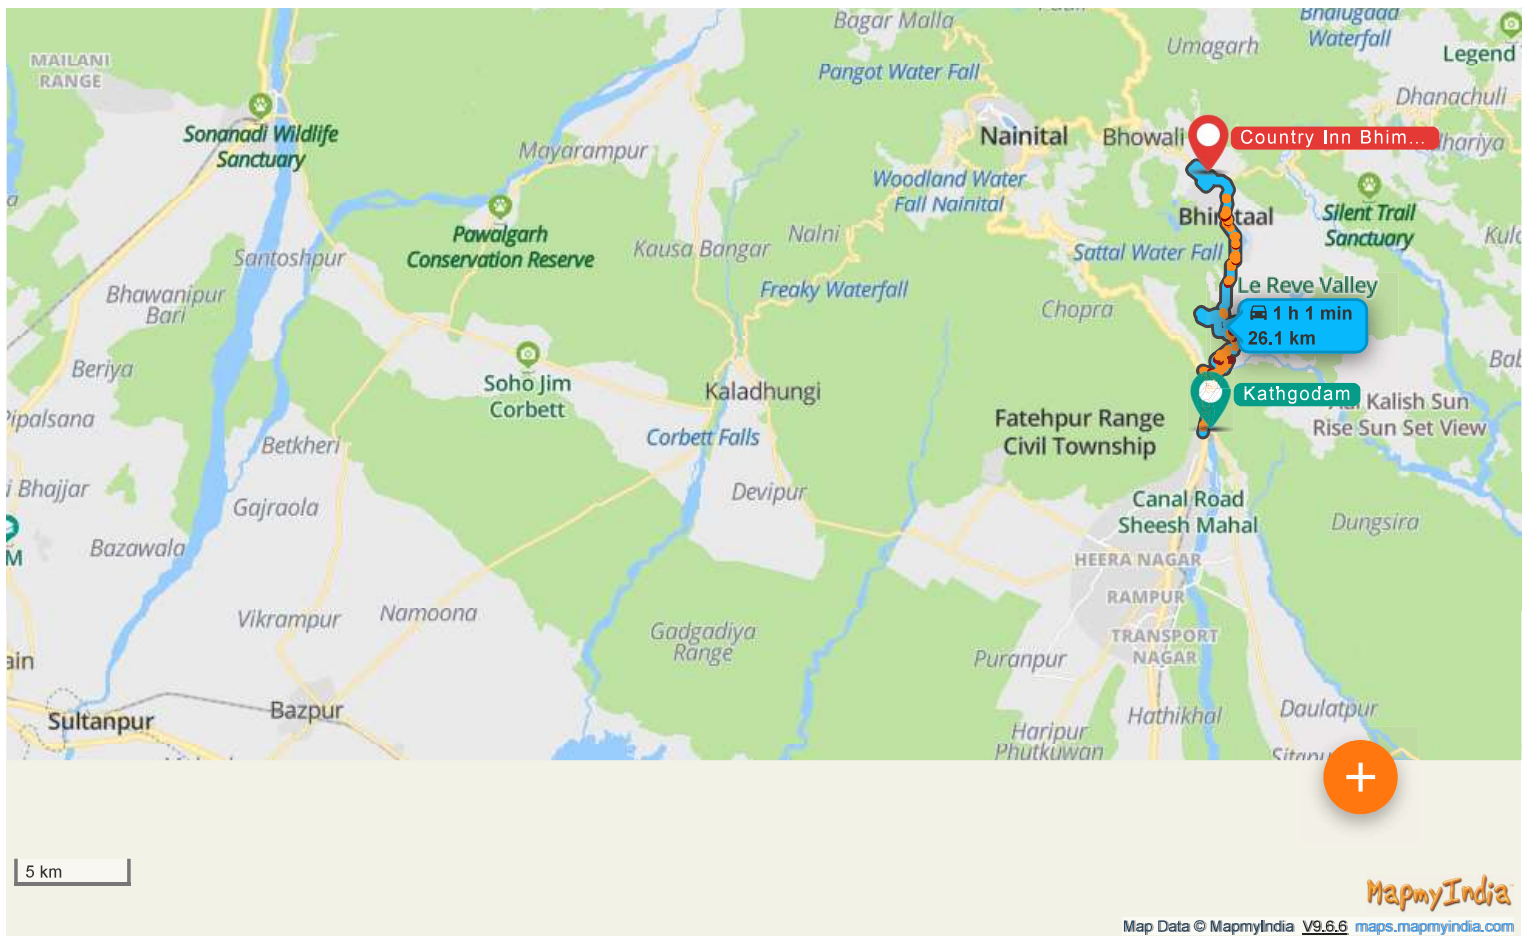 Bagar Malla
Bhalugada
Waterfall
Umagarh
Legend
MAILANI
RANGE
Pangot Water Fall
Dhanachuli
Sonanadi Wildlife
Sanctuary
Nainital
Bhowali
Country Inn Bhim...
Mayarampur
Woodland Water
Fall Nainital
Silent Trail
Sanctuary
Pawalgarh
Conservation Reserve
Kausa Bangar
Nalni
Sattal Water Fall
Santoshpur
Bhawanipur
Bari
Freaky Waterfall
Chopra
Le Reve Valley
1 h 1 min
26.1 km
Beriya
Soho Jim
Corbett
Kaladhungi
Kathgodam
Kalish Sun
Rise Sun Set View
Fatehpur Range
Civil Township
Betkheri
Corbett Falls
Bhajjar
Gajraola
Devipur
Canal Road
Sheesh Mahal
Dungsira
M
Bazawala
HEERA NAGAR
RAMPUR
Vikrampur
Namoona
Gadgadiya
Range
TRANSPORT
NAGAR
Puranpur
Sultanpur
Bazpur
Hathikhal
Daulatpur
Haripur
Phutkuwan
+
5 km
MapmyIndia
Map Data © MapmyIndia V9.6.6 maps.mapmyindia.com